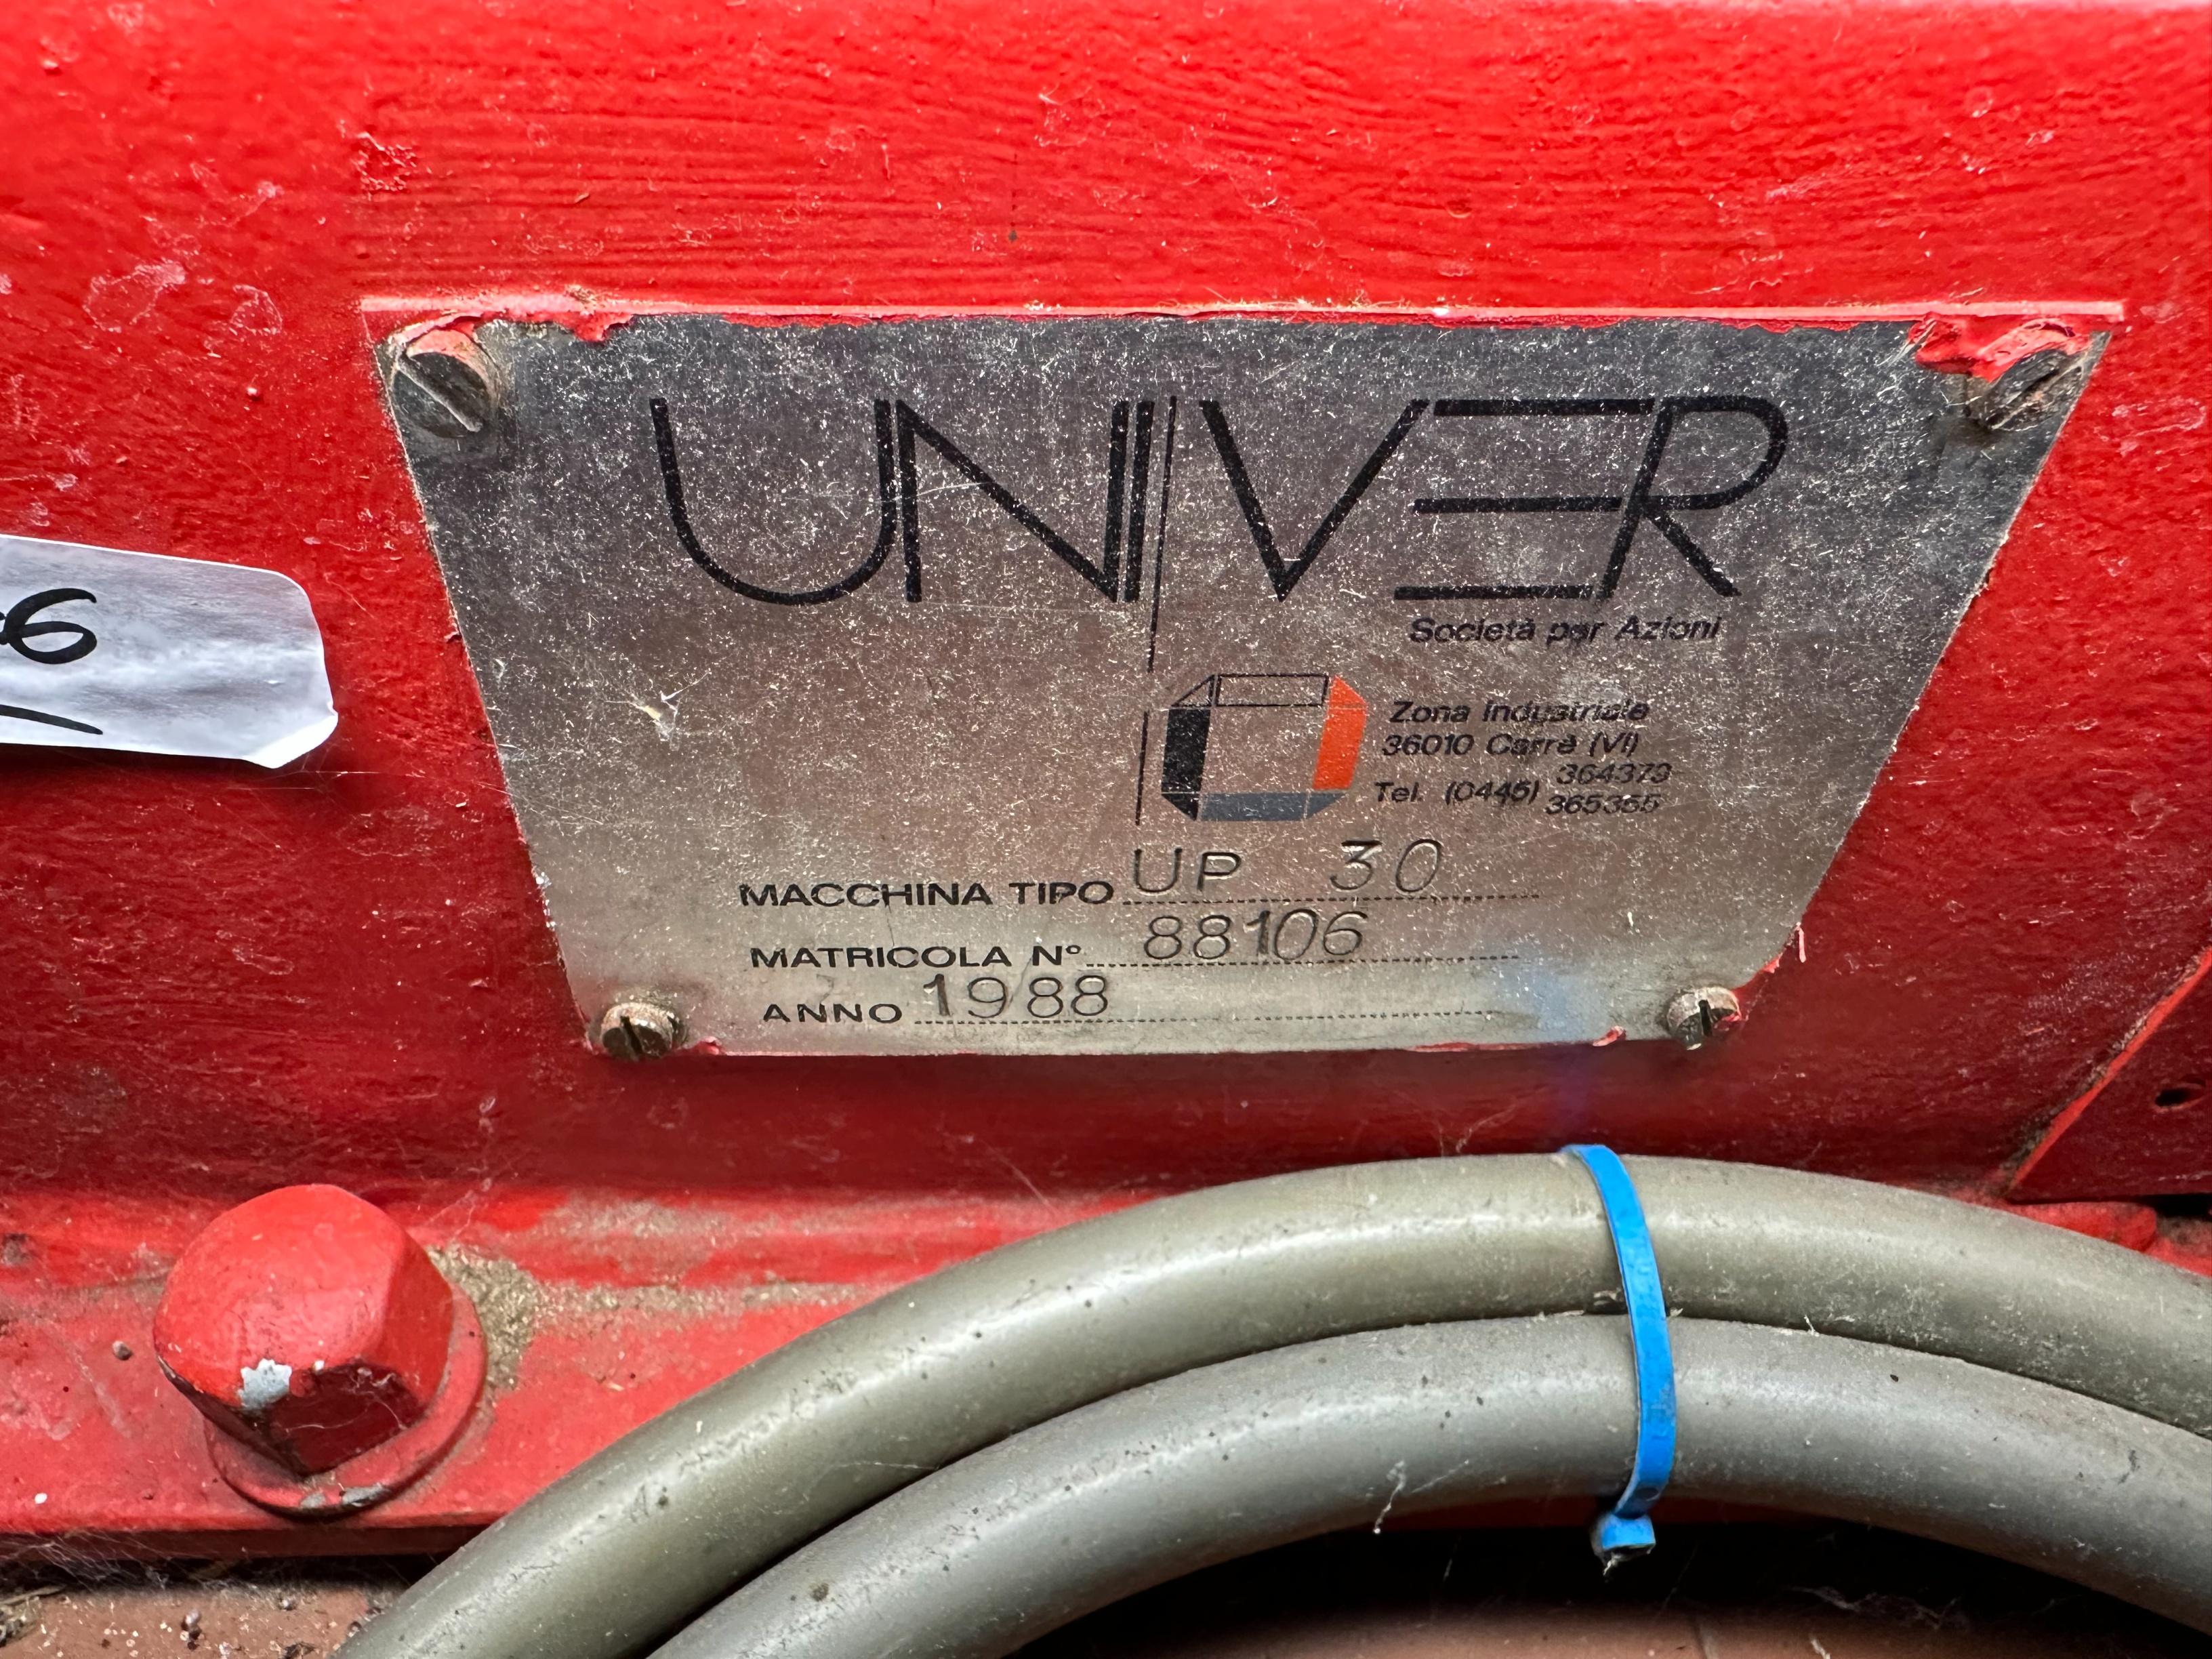 UNIVER
Società per Azioni
Zona Industriale
36010 Carrè (VI)
364379
Tel. (0445) 365355
MACCHINA TIPO UP 30
MATRICOLA N° 88106
ANNO 1988
6